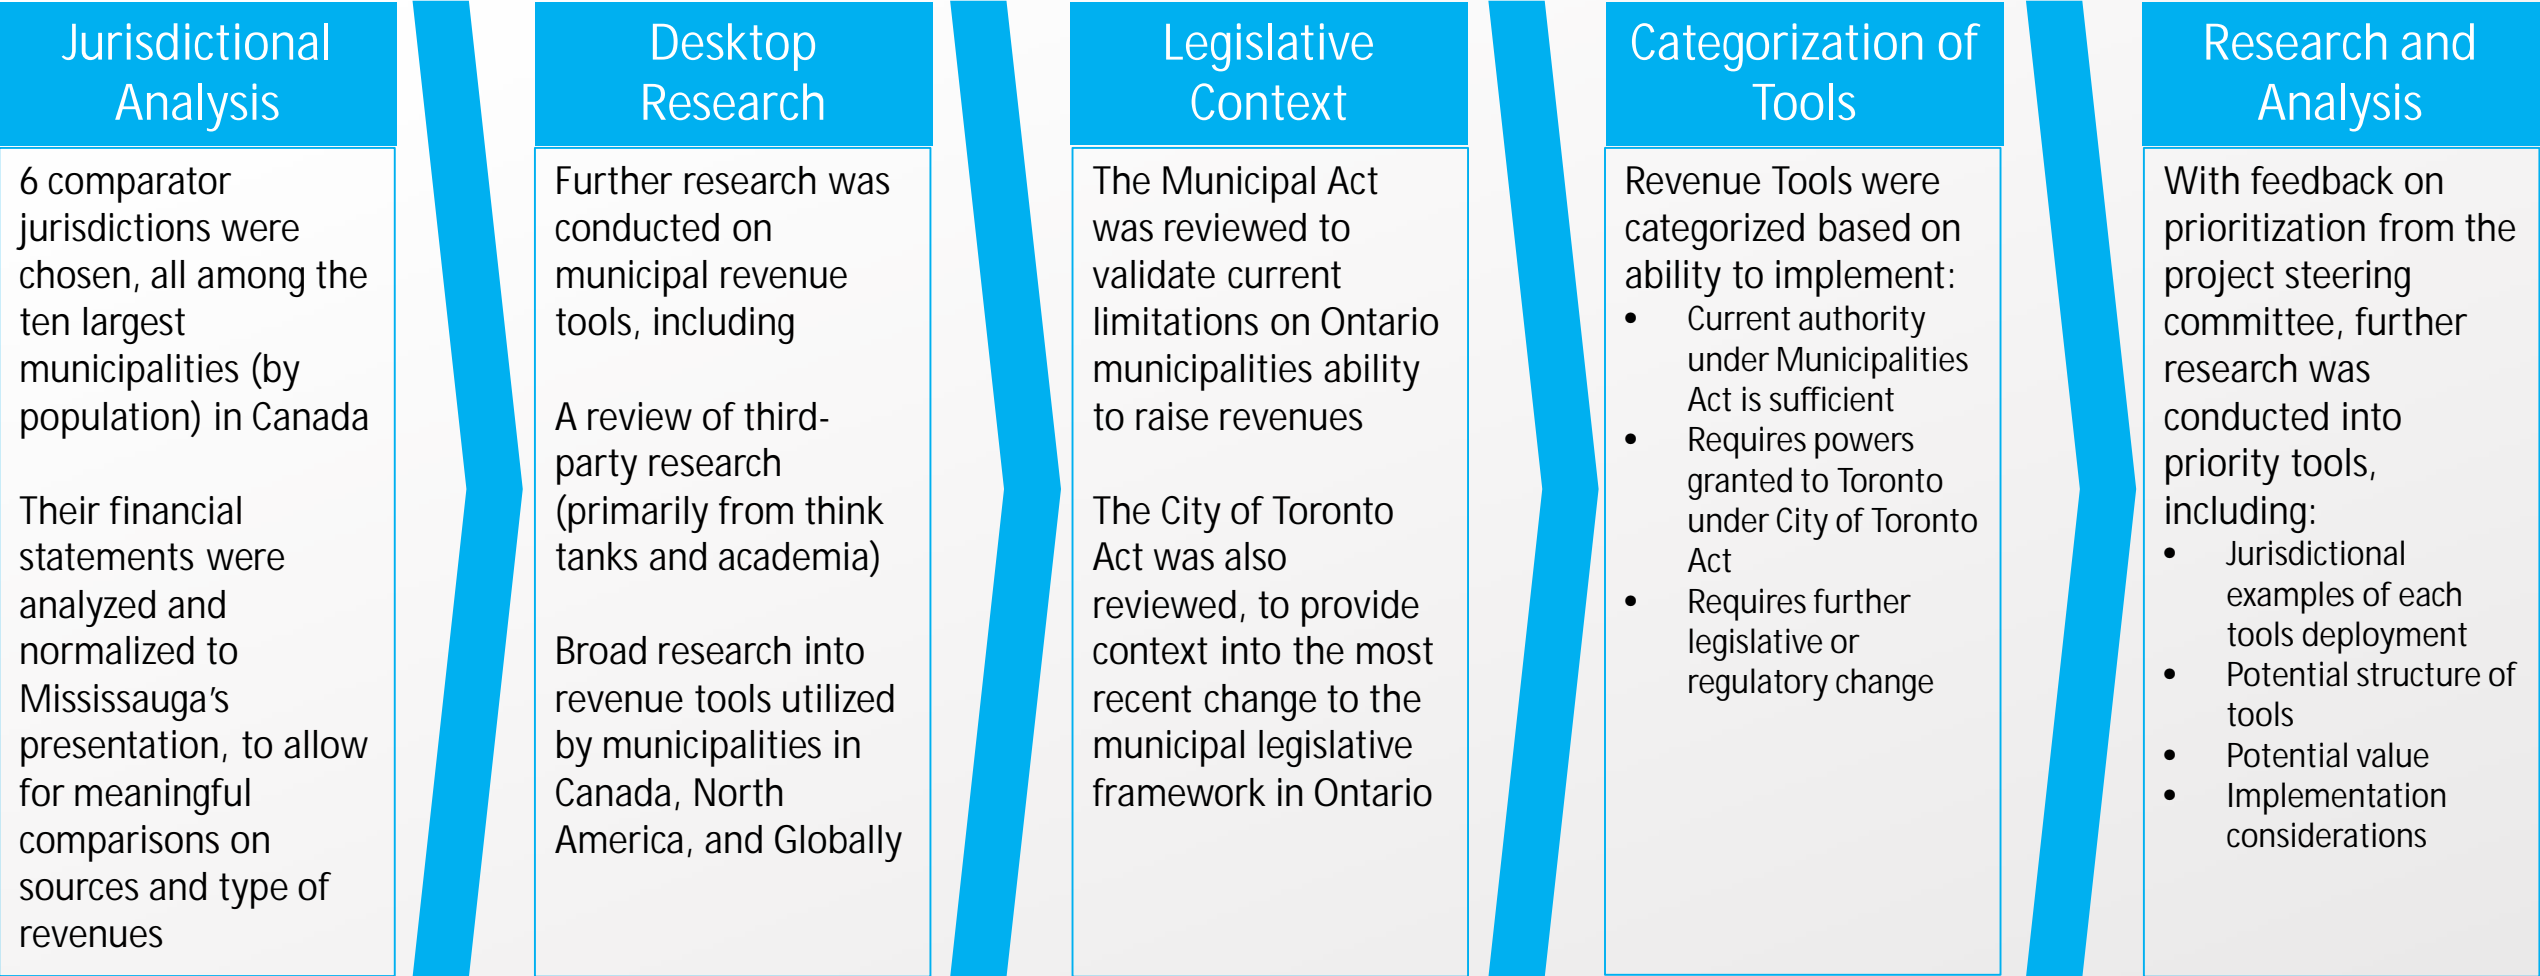 Jurisdictional
Analysis
6 comparator
jurisdictions were
chosen, all among the
ten largest
municipalities (by
population) in Canada
Their financial
statements were
analyzed and
normalized to
Mississauga's
presentation, to allow
for meaningful
comparisons on
sources and type of
revenues
Desktop
Research
Further research was
conducted on
municipal revenue
tools, including
A review of third-
party research
(primarily from think
tanks and academia)
Broad research into
revenue tools utilized
by municipalities in
Canada, North
America, and Globally
Legislative
Context
The Municipal Act
was reviewed to
validate current
limitations on Ontario
municipalities ability
to raise revenues
The City of Toronto
Act was also
reviewed, to provide
context into the most
recent change to the
municipal legislative
framework in Ontario
Categorization of
Tools
Revenue Tools were
categorized based on
ability to implement:
• Current authority
under Municipalities
Act is sufficient
• Requires powers
granted to Toronto
under City of Toronto
Act
• Requires further
legislative or
regulatory change
Research and
Analysis
With feedback on
prioritization from the
project steering
committee, further
research was
conducted into
priority tools,
including:
• Jurisdictional
examples of each
tools deployment
• Potential structure of
tools
• Potential value
• Implementation
considerations